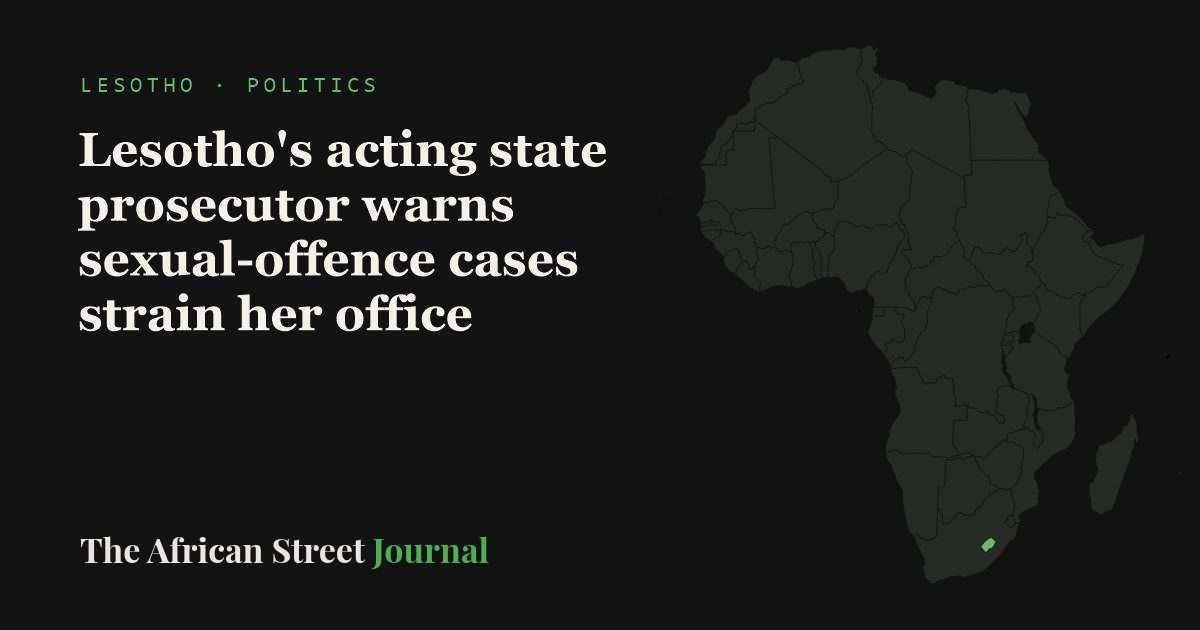 LESOTHO · POLITICS
Lesotho's acting state
prosecutor warns
sexual-offence cases
strain her office
The African Street Journal